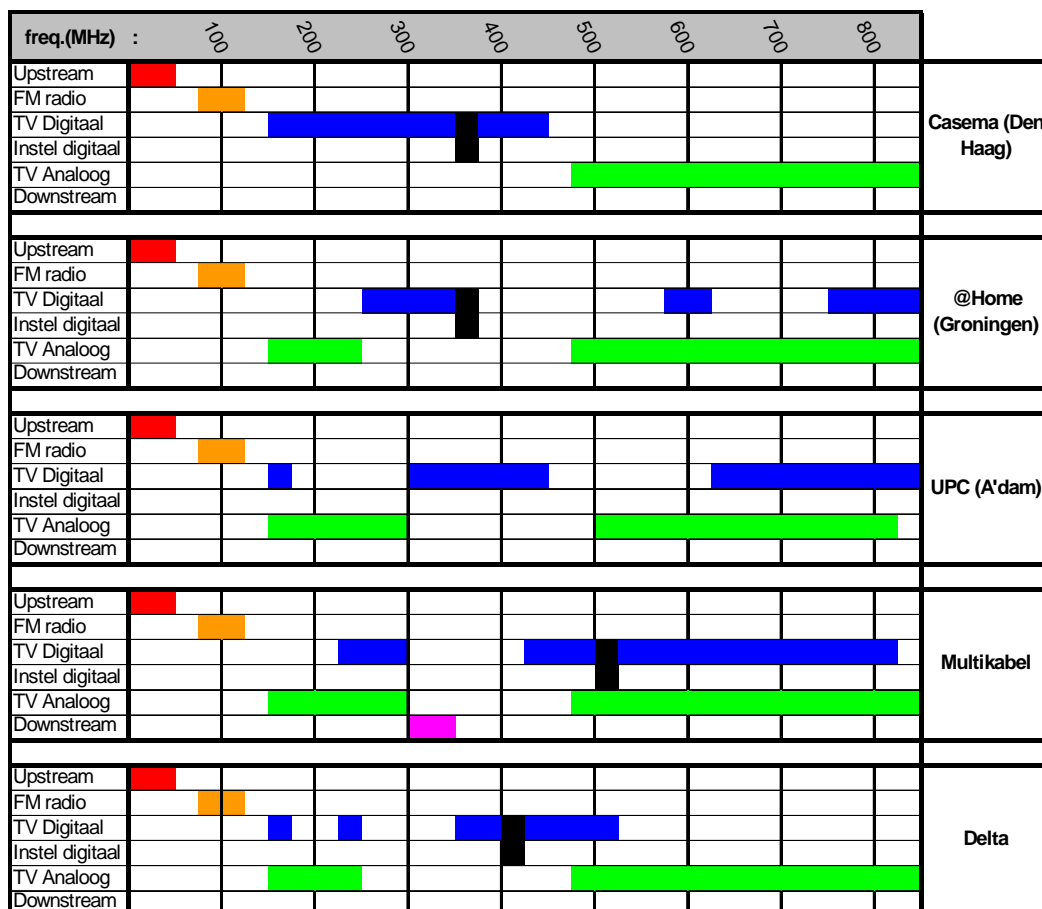 freq.(MHz) : 100 200 300 400 500 600 700 800
Upstream
FM radio
TV Digitaal
Instel digitaal
TV Analoog
Downstream
Casema (Den
Haag)
Upstream
FM radio
TV Digitaal
Instel digitaal
TV Analoog
Downstream
@Home
(Groningen)
Upstream
FM radio
TV Digitaal
Instel digitaal
TV Analoog
Downstream
UPC (A'dam)
Upstream
FM radio
TV Digitaal
Instel digitaal
TV Analoog
Downstream
Multikabel
Upstream
FM radio
TV Digitaal
Instel digitaal
TV Analoog
Downstream
Delta